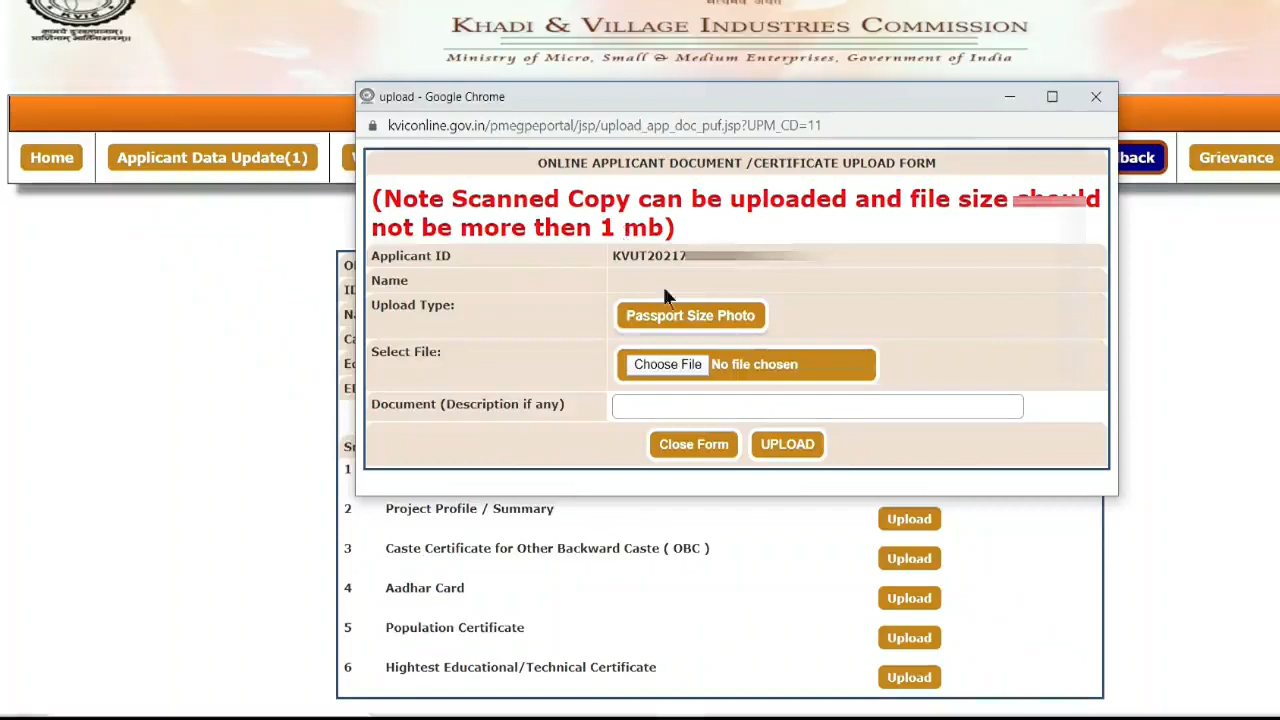 KHADI & VILLAGE INDUSTRIES COMMISSION
Ministry of Micro, Small & Medium Enterprises, Government of India
upload - Google Chrome
kviconline.gov.in/pmegpeportal/jsp/upload_app_doc_puf.jsp?UPM_CD=11
Home
Applicant Data Update(1)
back
Grievance
ONLINE APPLICANT DOCUMENT /CERTIFICATE UPLOAD FORM
(Note Scanned Copy can be uploaded and file size should
not be more then 1 mb)
Applicant ID KVUT20217
Name
Upload Type: Passport Size Photo
Select File: Choose File No file chosen
Document (Description if any)
Close Form UPLOAD
1
2 Project Profile / Summary Upload
3 Caste Certificate for Other Backward Caste ( OBC ) Upload
4 Aadhar Card Upload
5 Population Certificate Upload
6 Hightest Educational/Technical Certificate Upload